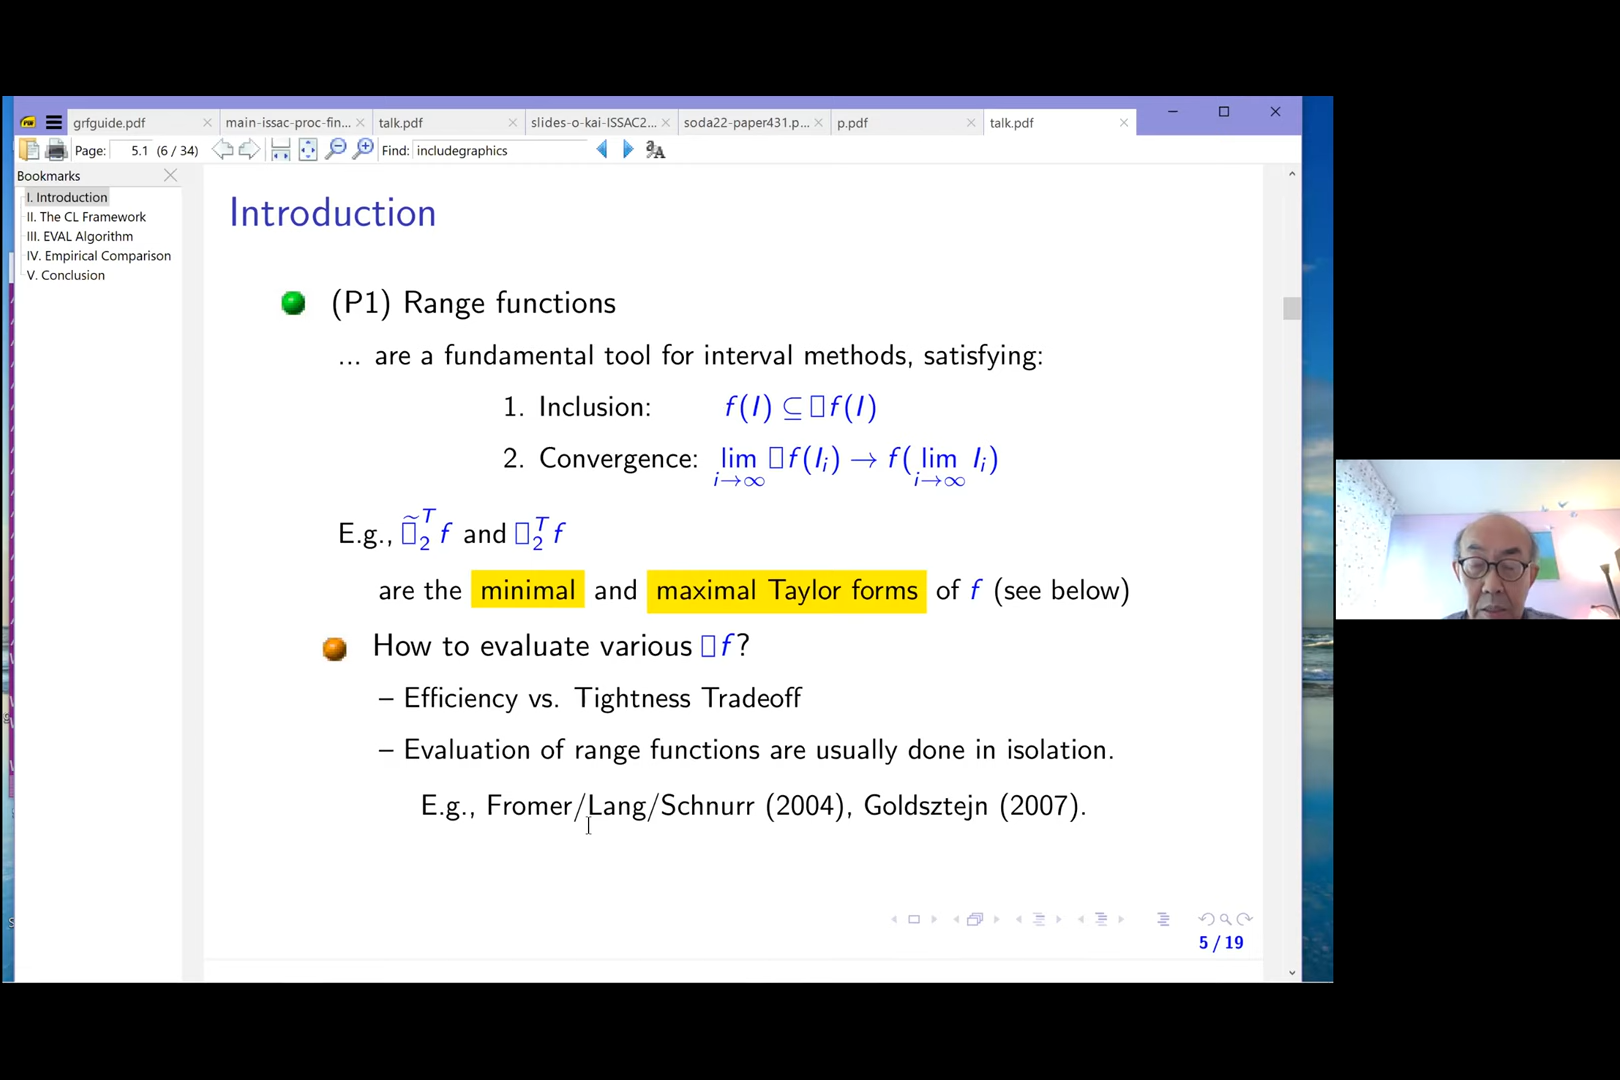 grfguide.pdf
main-issac-proc-fin...
talk.pdf
slides-o-kai-ISSAC2...
soda22-paper431.p...
p.pdf
talk.pdf
Page: 5.1 (6 / 34)
Find: includegraphics
Bookmarks
I. Introduction
II. The CL Framework
III. EVAL Algorithm
IV. Empirical Comparison
V. Conclusion
Introduction
(P1) Range functions
... are a fundamental tool for interval methods, satisfying:
1. Inclusion: f(I) ⊆ □f(I)
2. Convergence: lim_{i→∞} □f(I_i) → f(lim_{i→∞} I_i)
E.g., □̃₂ᵀf and □₂ᵀf
are the minimal and maximal Taylor forms of f (see below)
How to evaluate various □f?
– Efficiency vs. Tightness Tradeoff
– Evaluation of range functions are usually done in isolation.
E.g., Fromer/Lang/Schnurr (2004), Goldsztejn (2007).
5 / 19